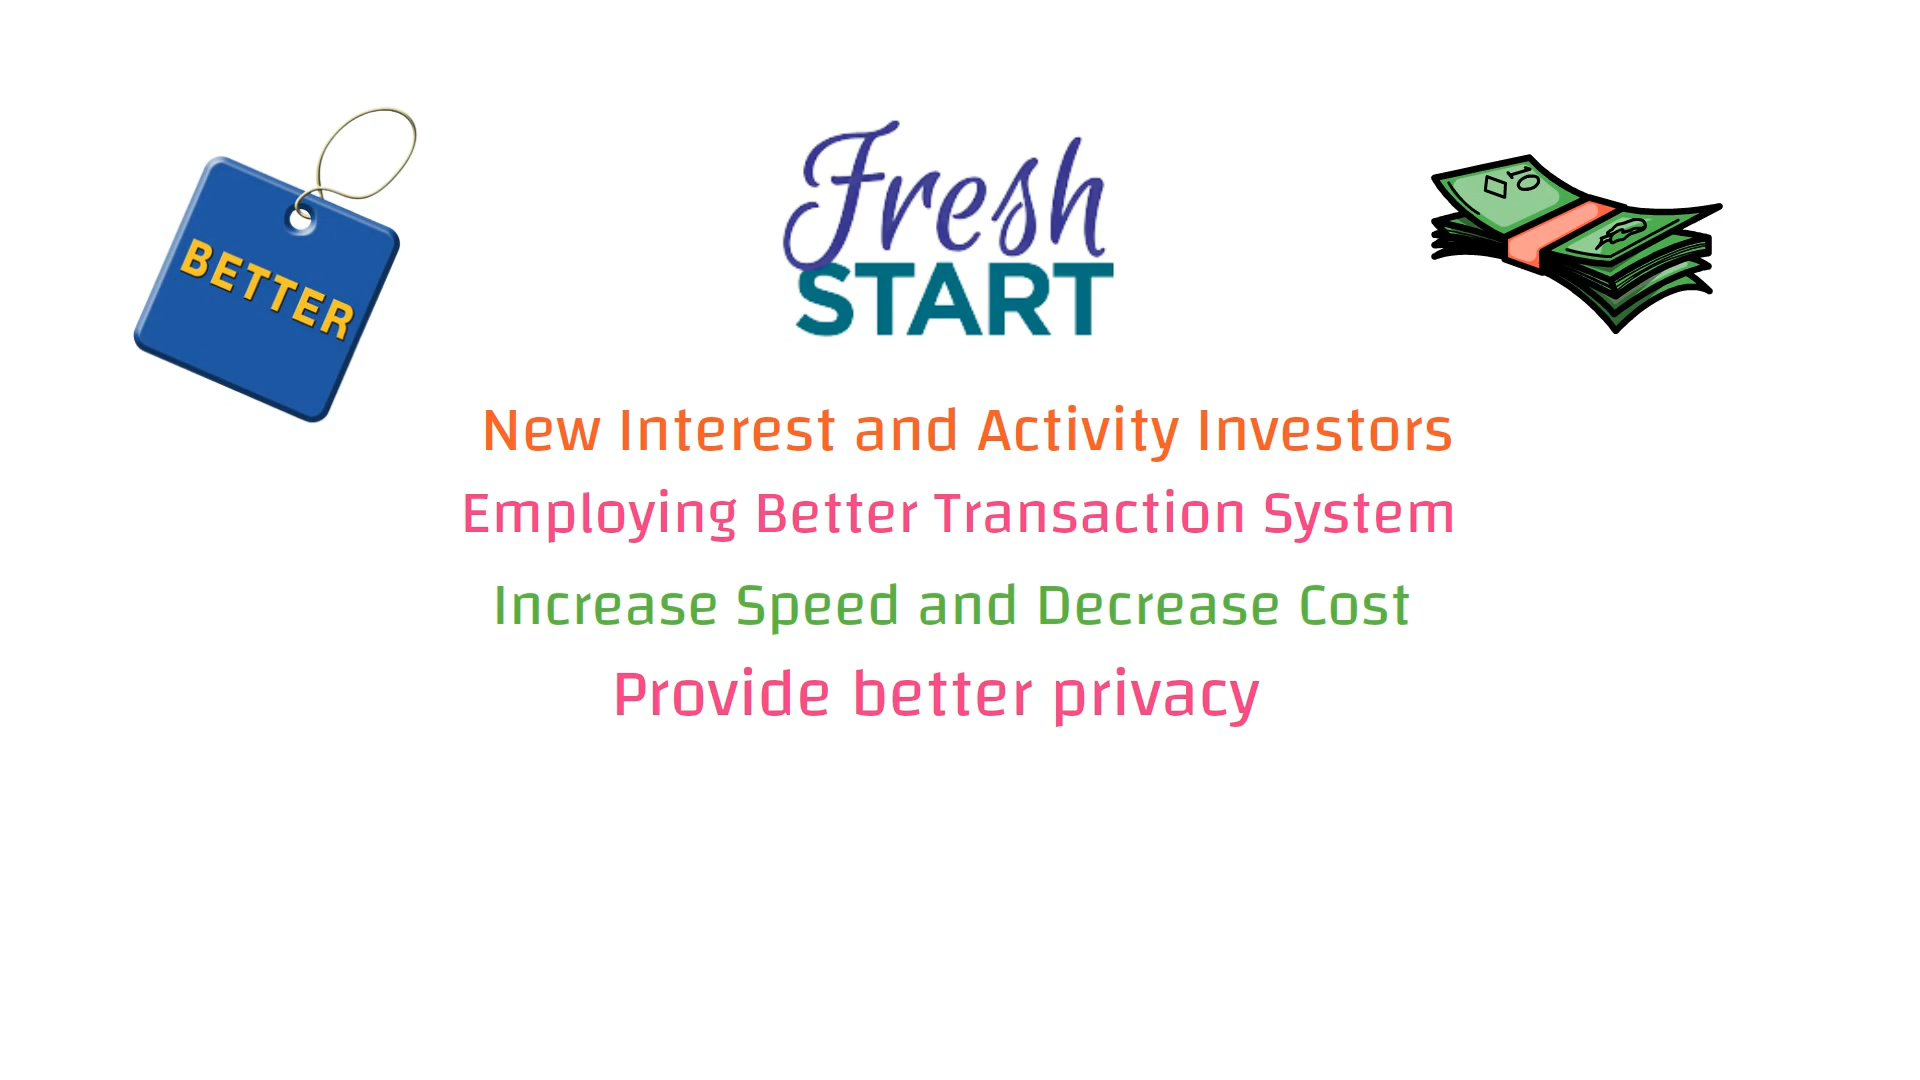 BETTER
Fresh
START
10
New Interest and Activity Investors
Employing Better Transaction System
Increase Speed and Decrease Cost
Provide better privacy